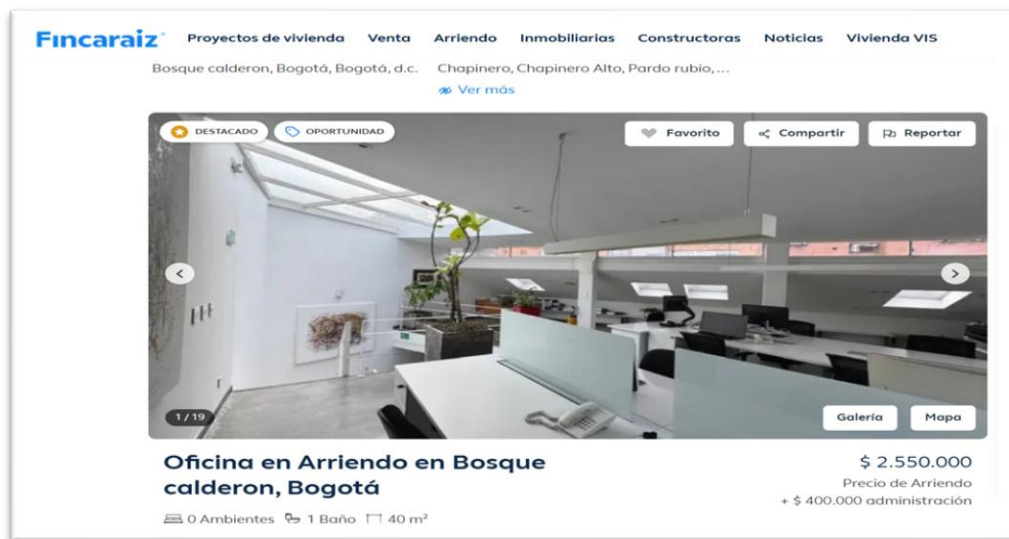 Fincaraiz Proyectos de vivienda Venta Arriendo Inmobiliarias Constructoras Noticias Vivienda VIS
Bosque calderon, Bogotá, Bogotá, d.c. Chapinero, Chapinero Alto, Pardo rubio,...
Ver más
DESTACADO OPORTUNIDAD Favorito Compartir Reportar
1 / 19 Galería Mapa
Oficina en Arriendo en Bosque
calderon, Bogotá
$ 2.550.000
Precio de Arriendo
+ $ 400.000 administración
0 Ambientes 1 Baño 40 m²